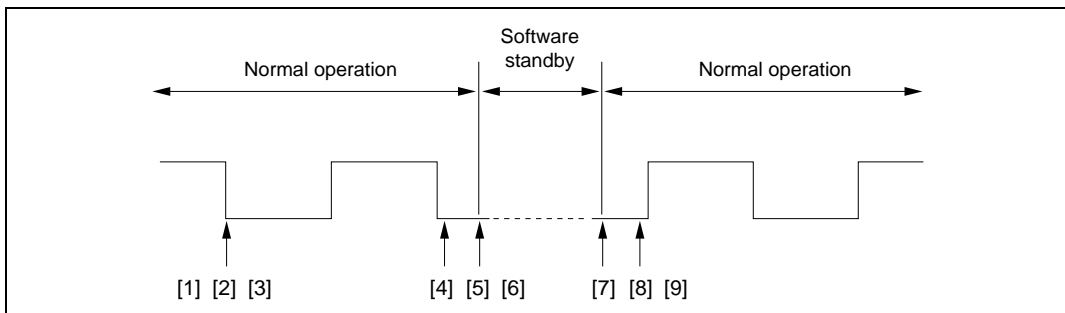 Software
standby
Normal operation
Normal operation
[1] [2] [3]
[4] [5] [6]
[7] [8] [9]